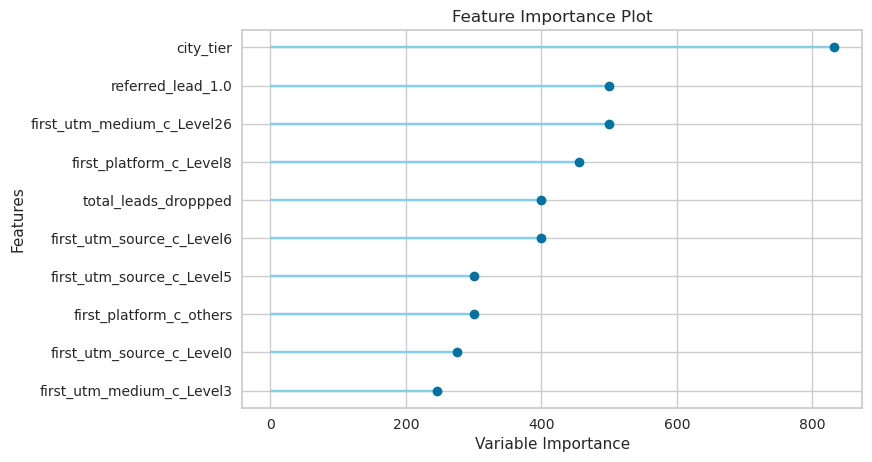 Feature Importance Plot
Features
city_tier
referred_lead_1.0
first_utm_medium_c_Level26
first_platform_c_Level8
total_leads_droppped
first_utm_source_c_Level6
first_utm_source_c_Level5
first_platform_c_others
first_utm_source_c_Level0
first_utm_medium_c_Level3
0 200 400 600 800
Variable Importance